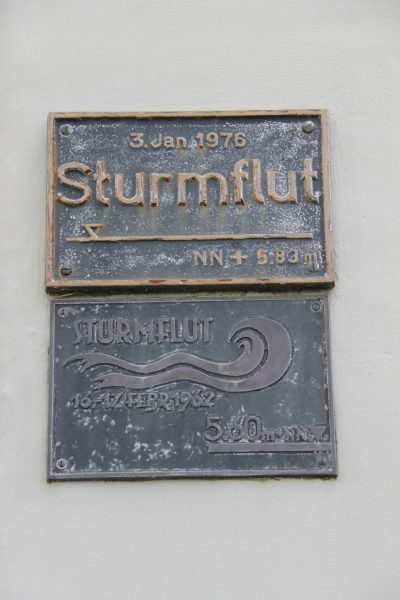 3. Jan 1976
Sturmflut
NN + 5.83 m
STURMFLUT
16.-17. FEBR. 1962
5.60 m+NN